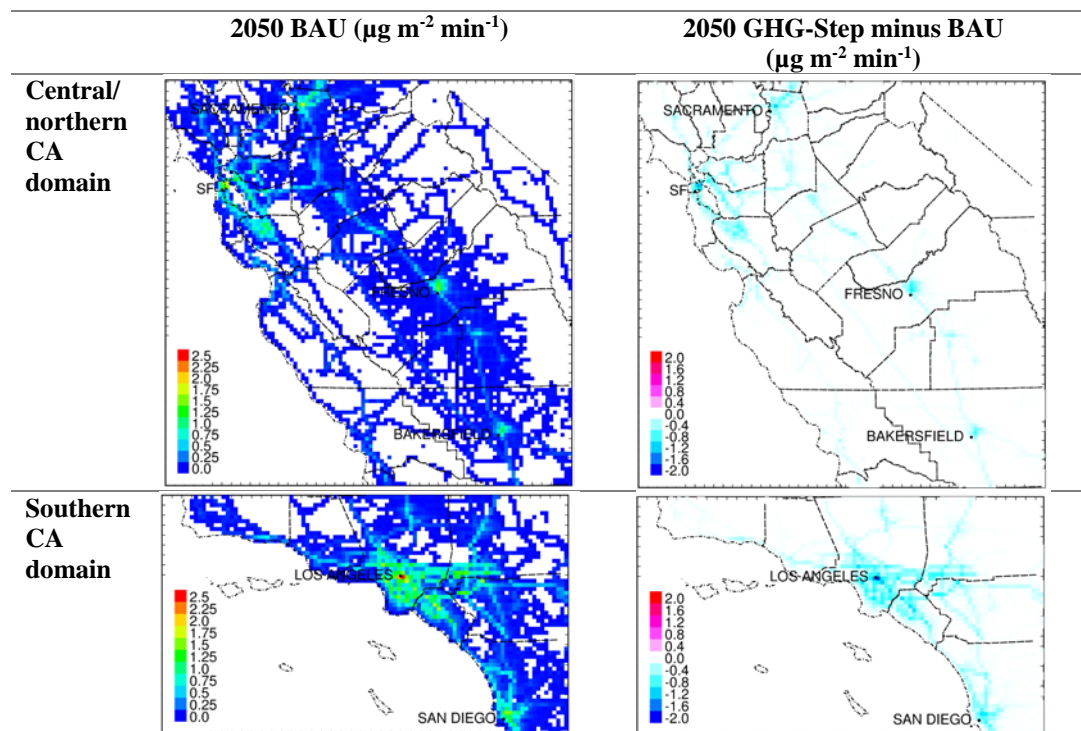 2050 BAU (µg m-2 min-1)
2050 GHG-Step minus BAU
(µg m-2 min-1)
Central/
northern
CA
domain
SACRAMENTO
SF
FRESNO
BAKERSFIELD
2.5
2.25
2.0
1.75
1.5
1.25
1.0
0.75
0.5
0.25
0.0
SACRAMENTO
SF
FRESNO
BAKERSFIELD
2.0
1.6
1.2
0.8
0.4
0.0
-0.4
-0.8
-1.2
-1.6
-2.0
Southern
CA
domain
LOS ANGELES
SAN DIEGO
2.5
2.25
2.0
1.75
1.5
1.25
1.0
0.75
0.5
0.25
0.0
LOS ANGELES
SAN DIEGO
2.0
1.6
1.2
0.8
0.4
0.0
-0.4
-0.8
-1.2
-1.6
-2.0